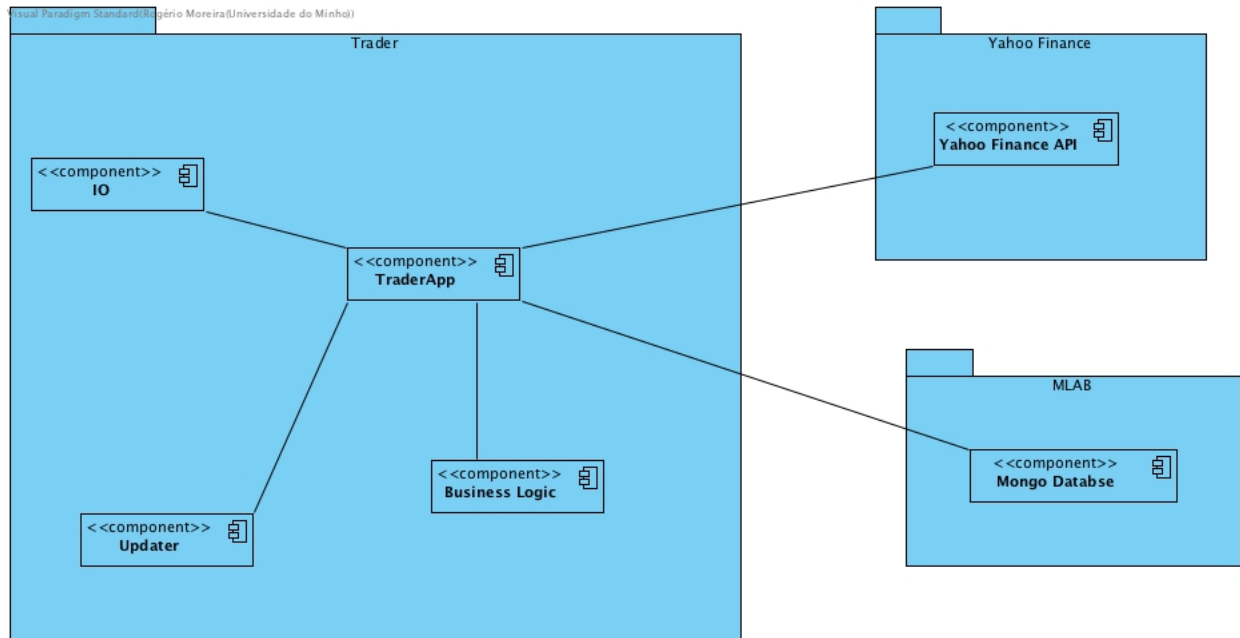 Visual Paradigm Standard(Rogério Moreira(Universidade do Minho))
Trader
Yahoo Finance
<<component>>
Yahoo Finance API
<<component>>
IO
<<component>>
TraderApp
MLAB
<<component>>
Mongo Databse
<<component>>
Business Logic
<<component>>
Updater